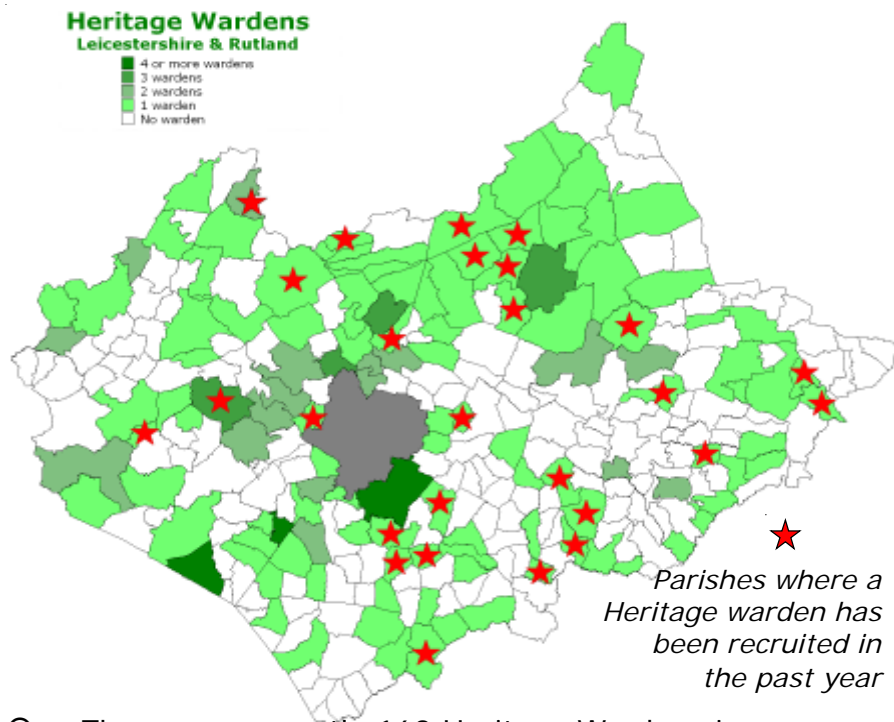 Heritage Wardens
Leicestershire & Rutland
4 or more wardens
3 wardens
2 wardens
1 warden
No warden
Parishes where a
Heritage warden has
been recruited in
the past year